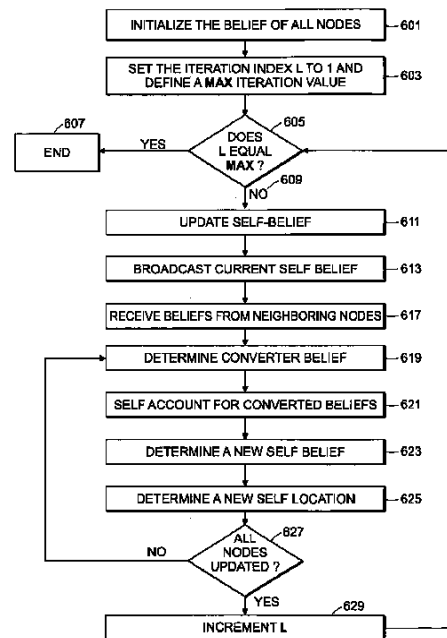 INITIALIZE THE BELIEF OF ALL NODES
601
SET THE ITERATION INDEX L TO 1 AND
DEFINE A MAX ITERATION VALUE
603
607
END
YES
605
DOES
L EQUAL
MAX ?
NO
609
UPDATE SELF-BELIEF
611
BROADCAST CURRENT SELF BELIEF
613
RECEIVE BELIEFS FROM NEIGHBORING NODES
617
DETERMINE CONVERTER BELIEF
619
SELF ACCOUNT FOR CONVERTED BELIEFS
621
DETERMINE A NEW SELF BELIEF
623
DETERMINE A NEW SELF LOCATION
625
627
NO
ALL
NODES
UPDATED ?
YES
629
INCREMENT L